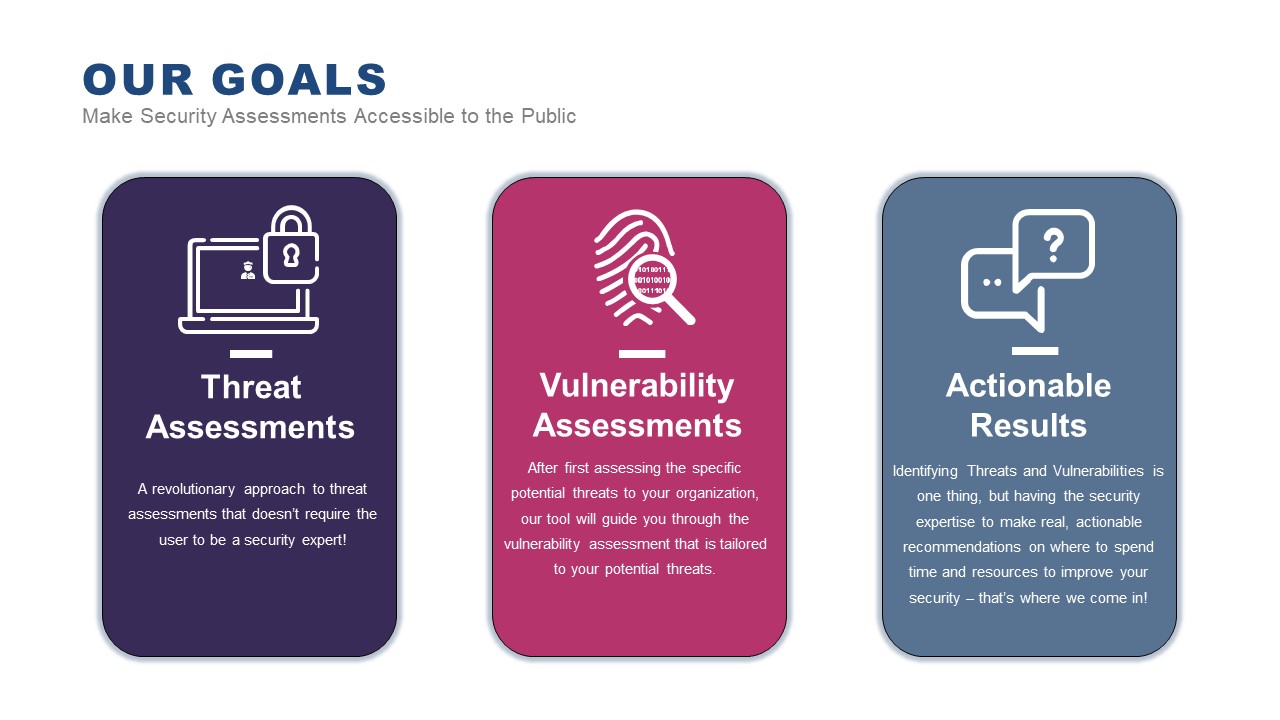 OUR GOALS
Make Security Assessments Accessible to the Public
Threat
Assessments
A revolutionary approach to threat
assessments that doesn’t require the
user to be a security expert!
Vulnerability
Assessments
After first assessing the specific
potential threats to your organization,
our tool will guide you through the
vulnerability assessment that is tailored
to your potential threats.
?
Actionable
Results
Identifying Threats and Vulnerabilities is
one thing, but having the security
expertise to make real, actionable
recommendations on where to spend
time and resources to improve your
security – that’s where we come in!